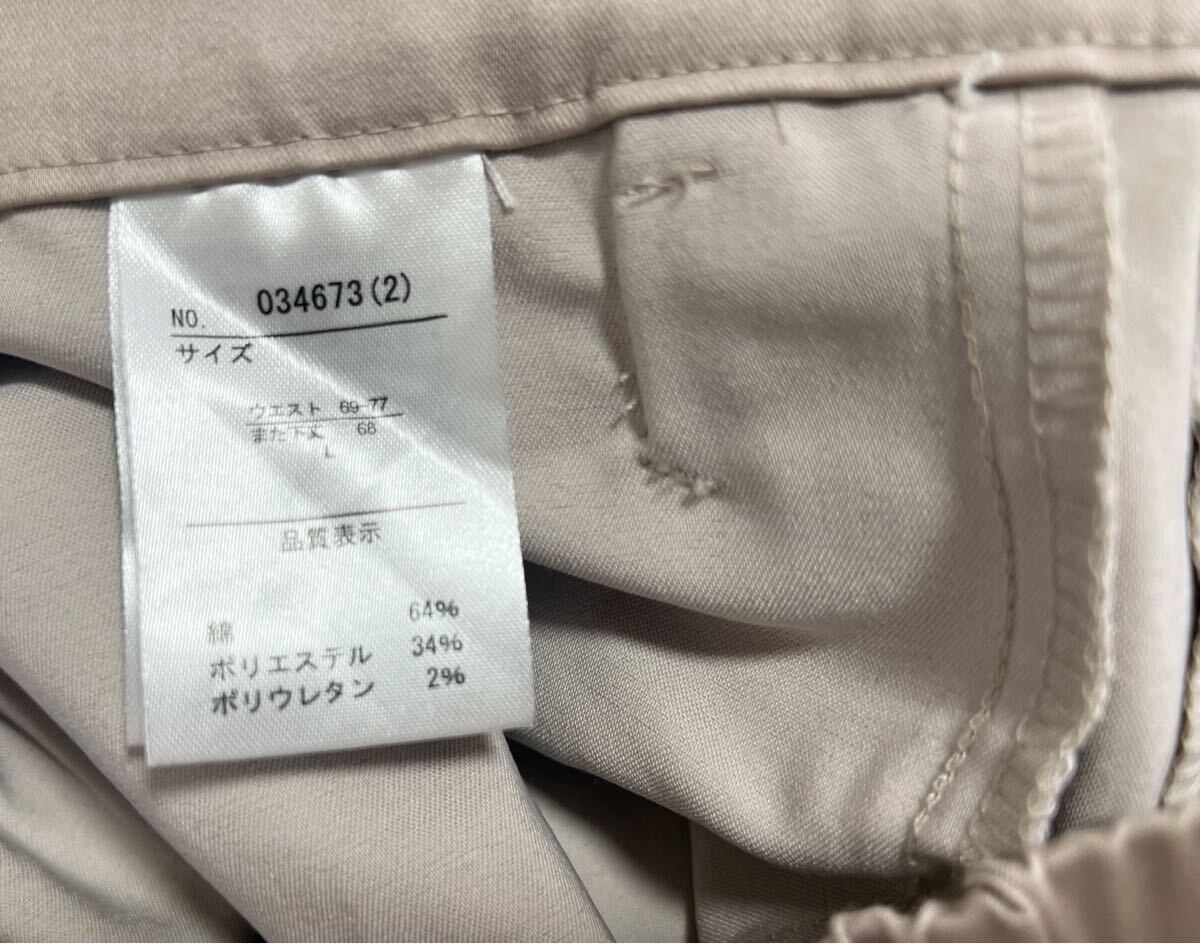 NO. 034673(2)
サイズ
ウエスト 69-77
また下丈 68
L
品質表示
綿 64%
ポリエステル 34%
ポリウレタン 2%